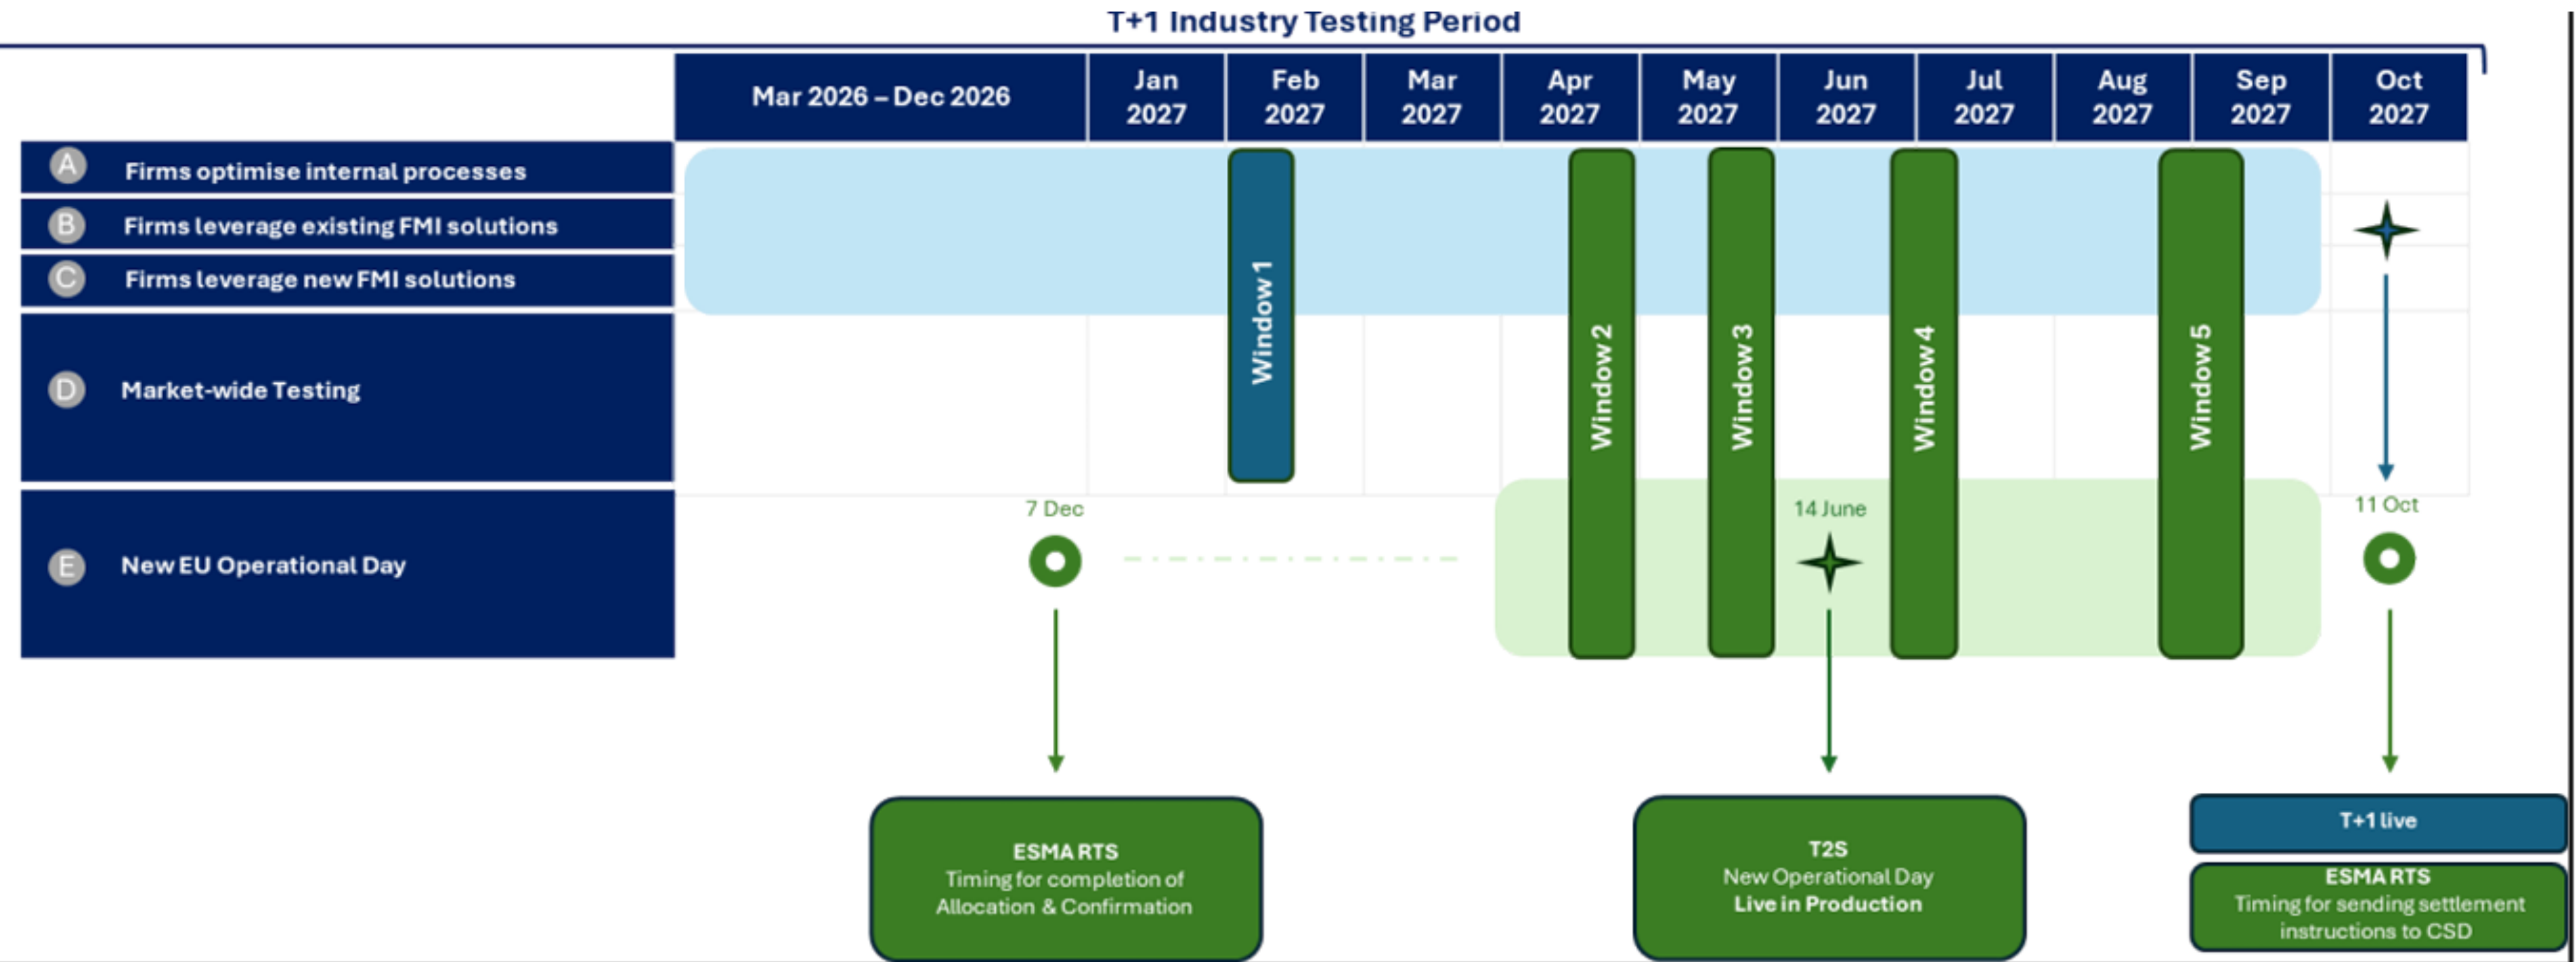 T+1 Industry Testing Period
Mar 2026 – Dec 2026
Jan
2027
Feb
2027
Mar
2027
Apr
2027
May
2027
Jun
2027
Jul
2027
Aug
2027
Sep
2027
Oct
2027
A Firms optimise internal processes
B Firms leverage existing FMI solutions
C Firms leverage new FMI solutions
D Market-wide Testing
E New EU Operational Day
Window 1
Window 2
Window 3
Window 4
Window 5
7 Dec
14 June
11 Oct
ESMA RTS
Timing for completion of
Allocation & Confirmation
T2S
New Operational Day
Live in Production
T+1 live
ESMA RTS
Timing for sending settlement
instructions to CSD